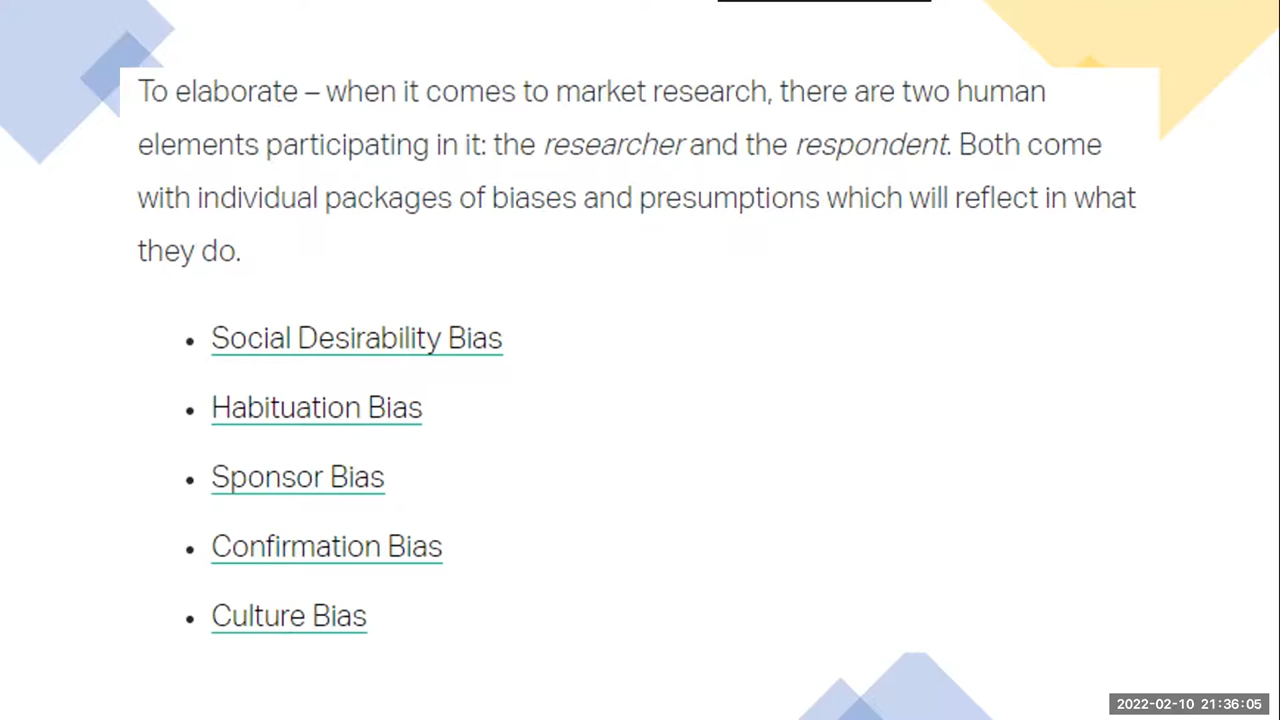 To elaborate – when it comes to market research, there are two human
elements participating in it: the researcher and the respondent. Both come
with individual packages of biases and presumptions which will reflect in what
they do.
• Social Desirability Bias
• Habituation Bias
• Sponsor Bias
• Confirmation Bias
• Culture Bias
2022-02-10 21:36:05